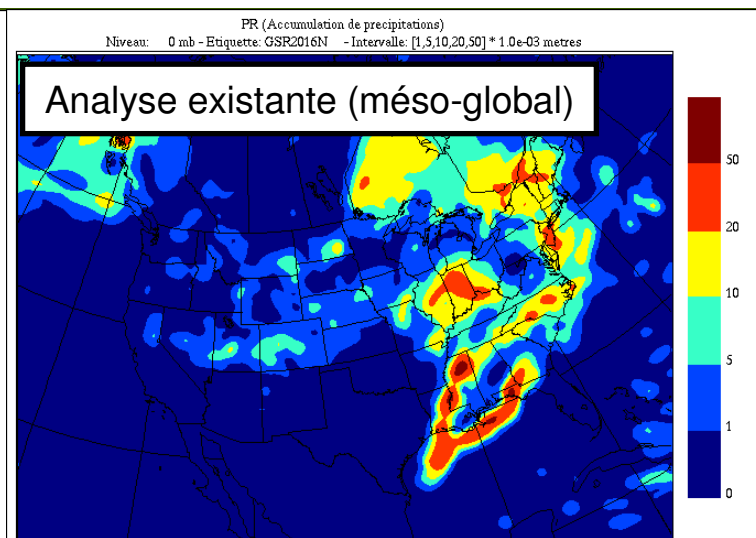 PR (Accumulation de precipitations)
Niveau: 0 mb - Etiquette: GSR2016N - Intervalle: [1,5,10,20,50] * 1.0e-03 metres
Analyse existante (méso-global)
50
20
10
5
1
0